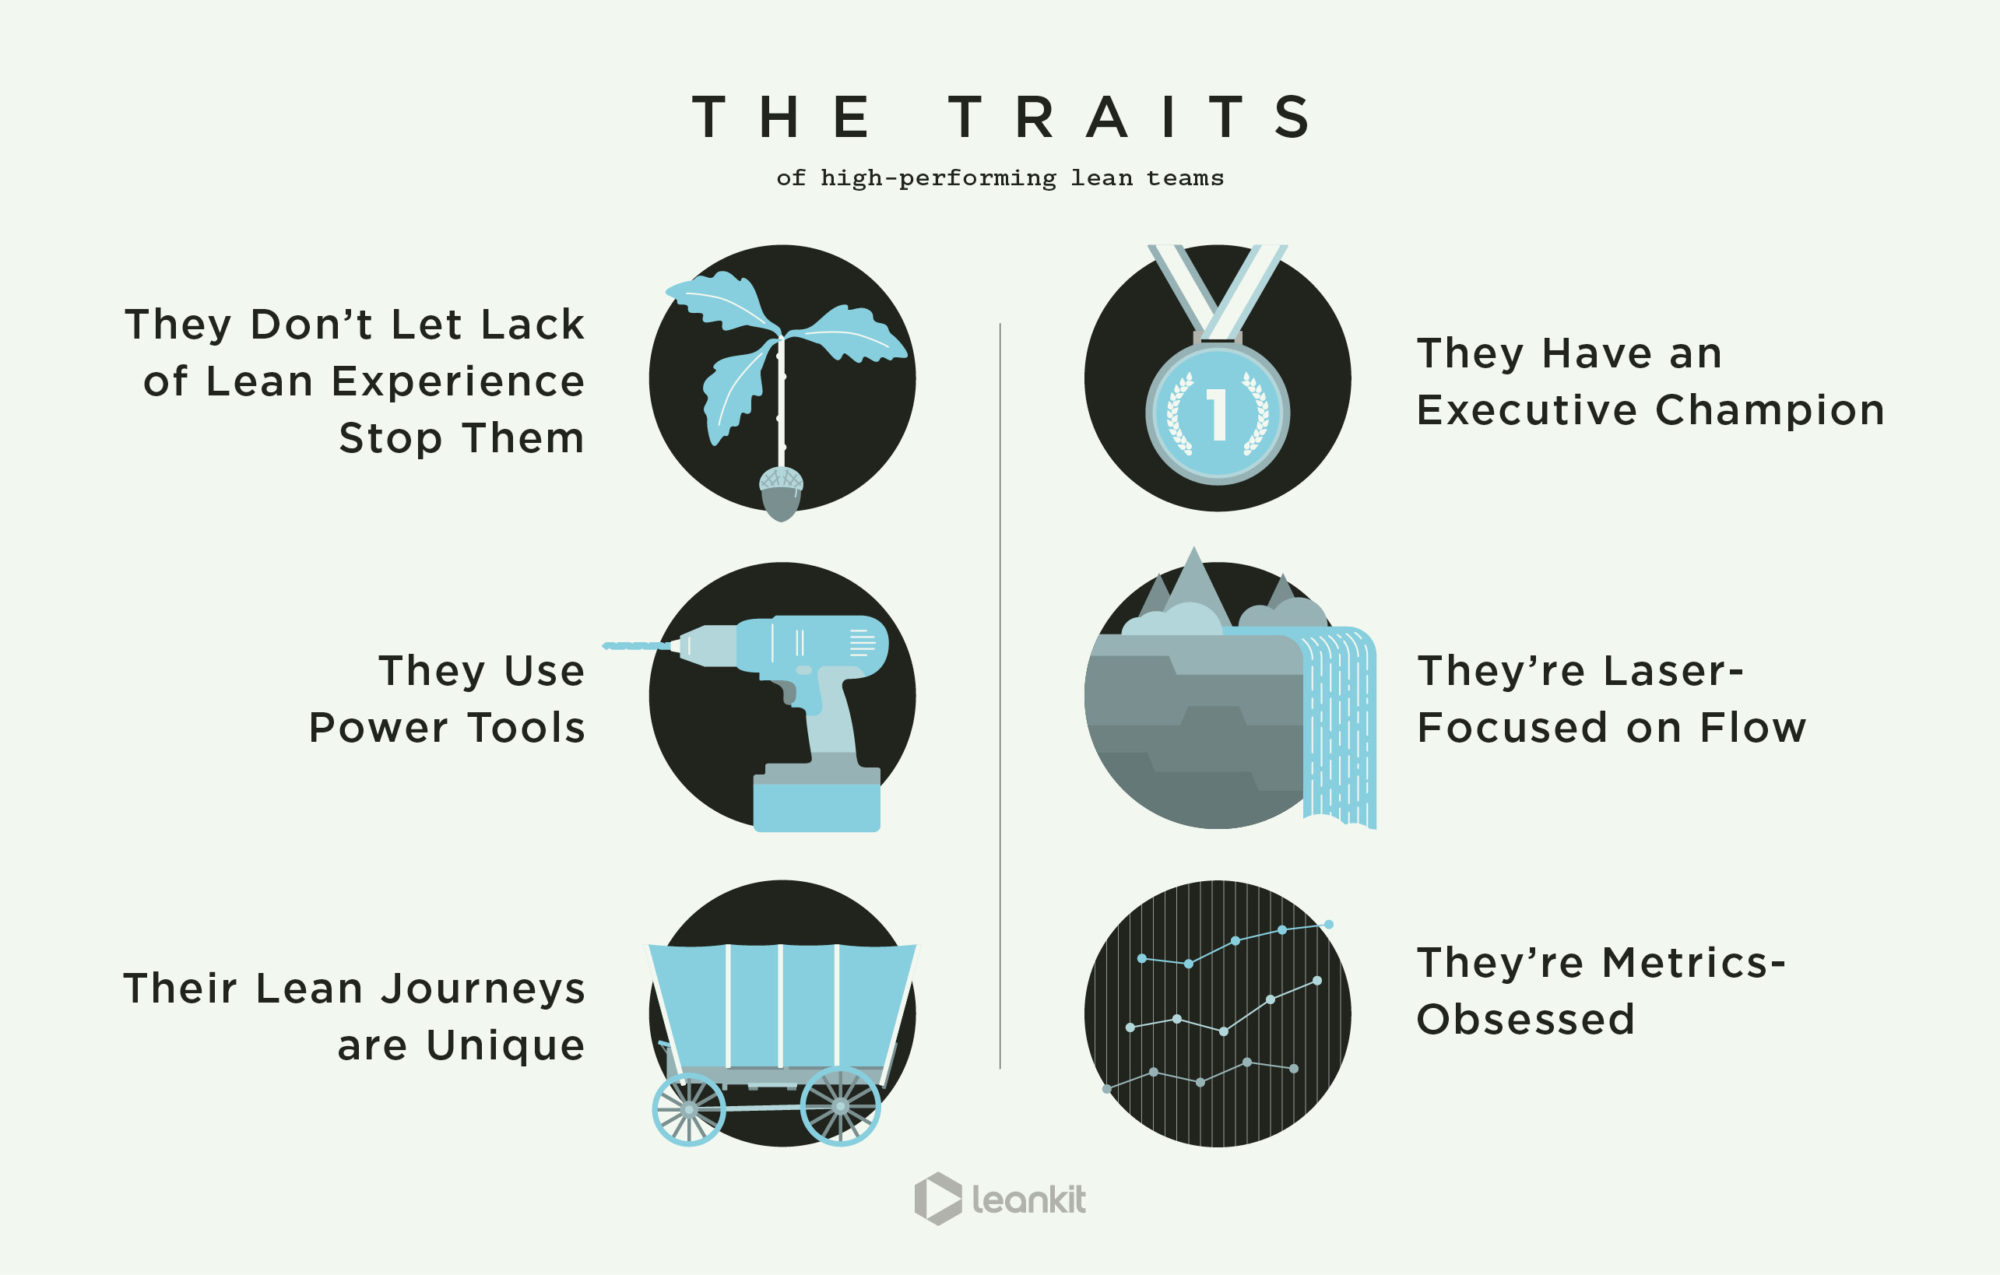 THE TRAITS
of high-performing lean teams
They Don’t Let Lack
of Lean Experience
Stop Them
They Have an
Executive Champion
1
They Use
Power Tools
They’re Laser-
Focused on Flow
Their Lean Journeys
are Unique
They’re Metrics-
Obsessed
leankit